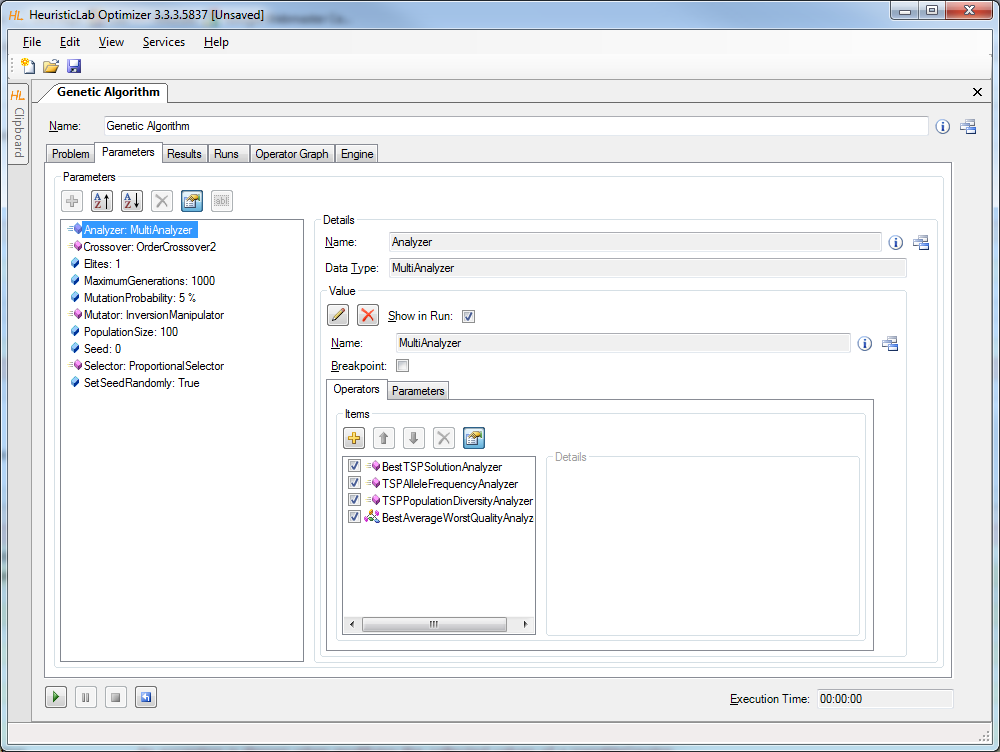 HL HeuristicLab Optimizer 3.3.3.5837 [Unsaved]
File Edit View Services Help
HL Clipboard
Genetic Algorithm
Name: Genetic Algorithm
Problem Parameters Results Runs Operator Graph Engine
Parameters
Analyzer: MultiAnalyzer
Crossover: OrderCrossover2
Elites: 1
MaximumGenerations: 1000
MutationProbability: 5 %
Mutator: InversionManipulator
PopulationSize: 100
Seed: 0
Selector: ProportionalSelector
SetSeedRandomly: True
Details
Name: Analyzer
Data Type: MultiAnalyzer
Value
Show in Run:
Name: MultiAnalyzer
Breakpoint:
Operators Parameters
Items
BestTSPSolutionAnalyzer
TSPAlleleFrequencyAnalyzer
TSPPopulationDiversityAnalyzer
BestAverageWorstQualityAnalyz
Details
Execution Time: 00:00:00